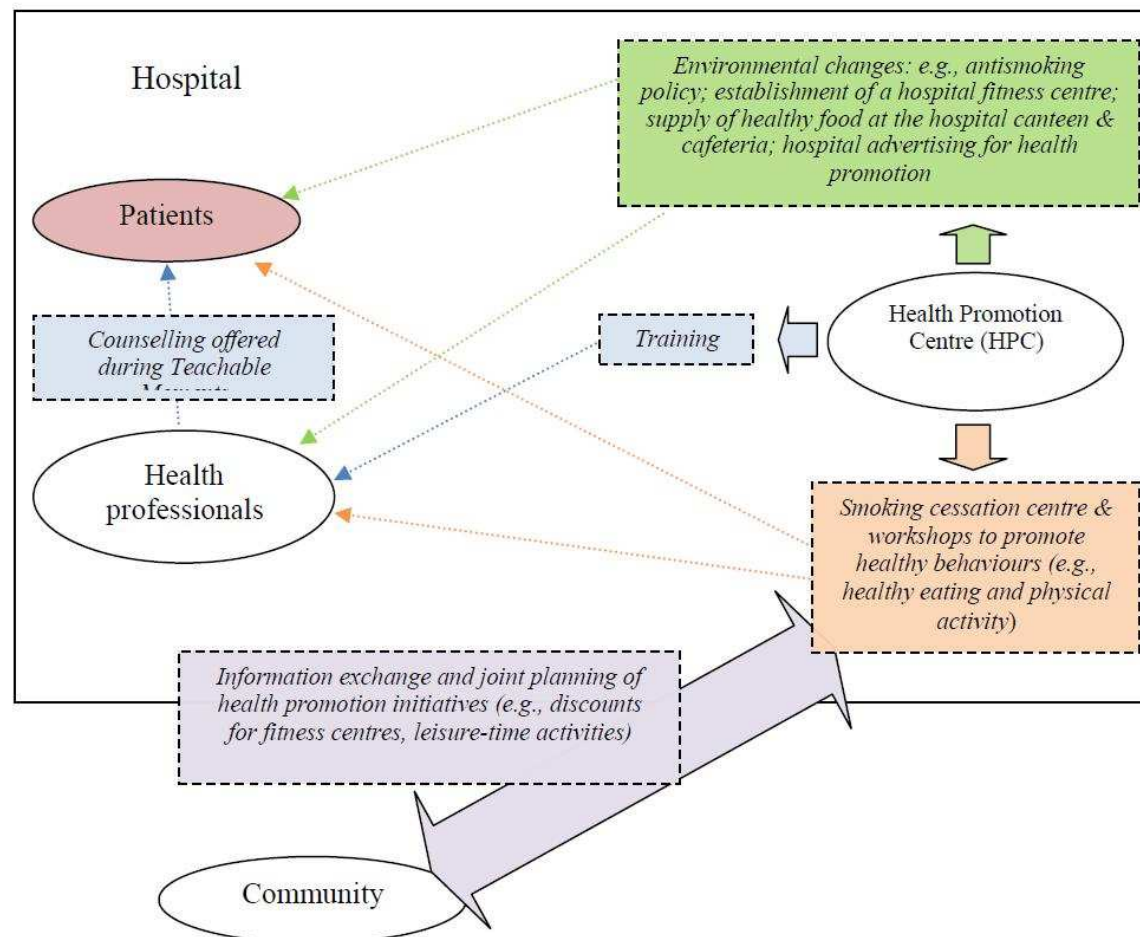 Hospital
Environmental changes: e.g., antismoking
policy; establishment of a hospital fitness centre;
supply of healthy food at the hospital canteen &
cafeteria; hospital advertising for health
promotion
Patients
Counselling offered
during Teachable
Training
Health Promotion
Centre (HPC)
Health
professionals
Smoking cessation centre &
workshops to promote
healthy behaviours (e.g.,
healthy eating and physical
activity)
Information exchange and joint planning of
health promotion initiatives (e.g., discounts
for fitness centres, leisure-time activities)
Community